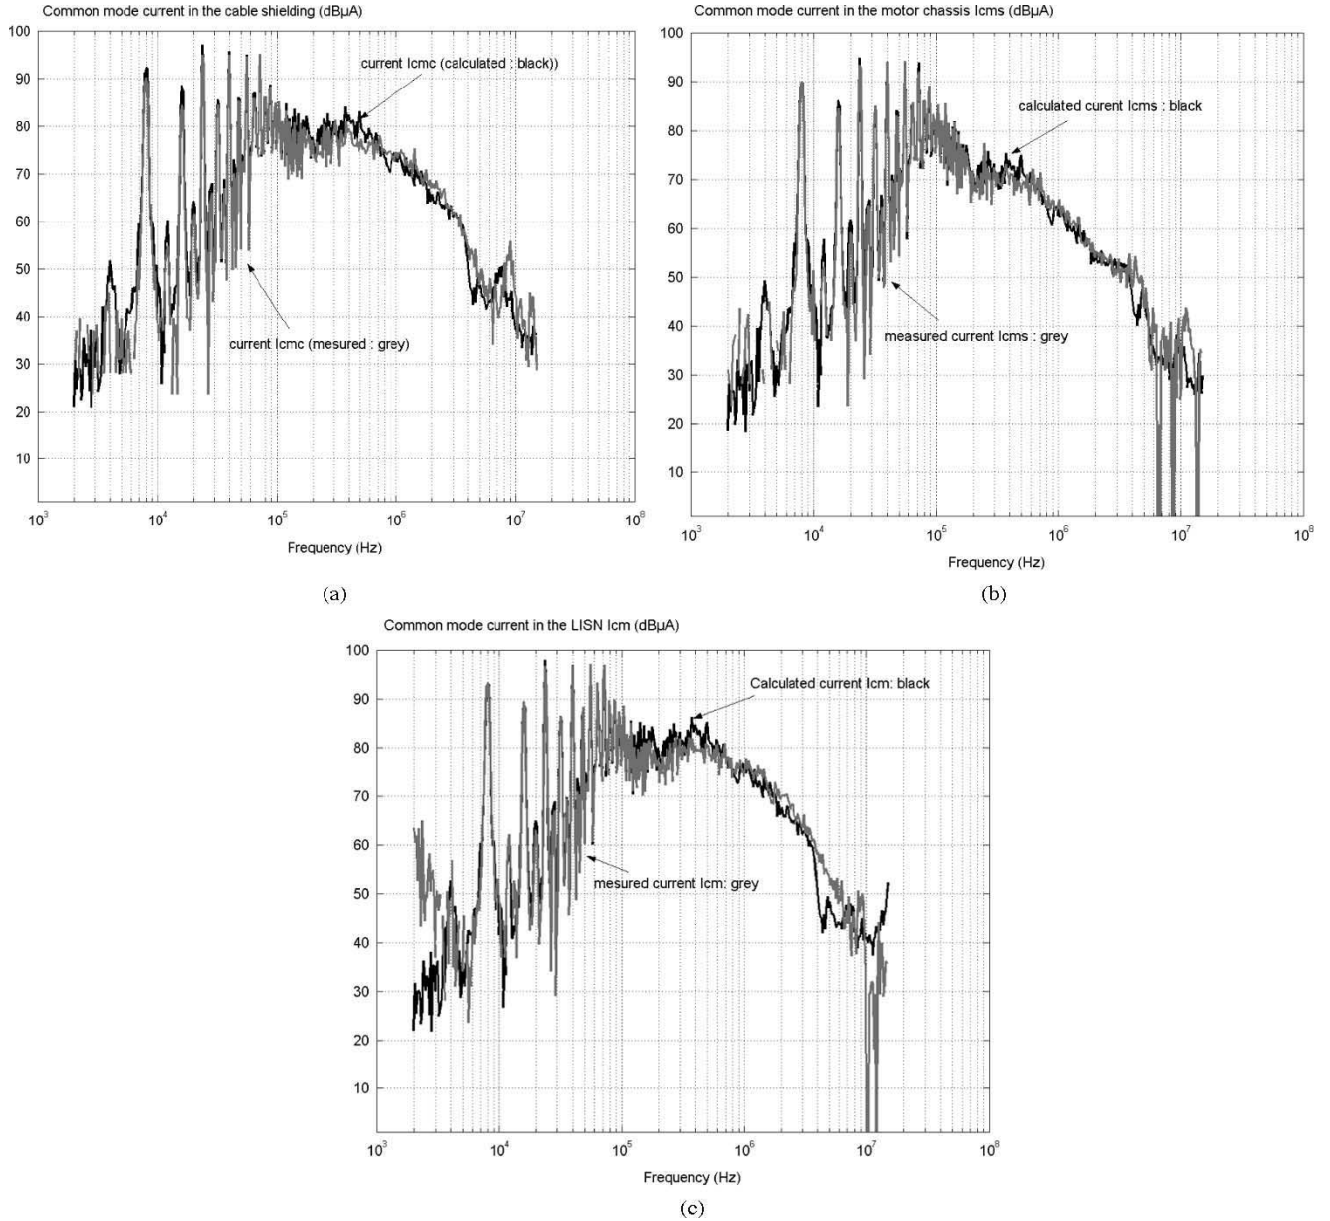 Common mode current in the cable shielding (dBµA)
100
90
80
70
60
50
40
30
20
10
current Icmc (calculated : black))
current Icmc (mesured : grey)
10³ 10⁴ 10⁵ 10⁶ 10⁷ 10⁸
Frequency (Hz)
(a)
Common mode current in the motor chassis Icms (dBµA)
100
90
80
70
60
50
40
30
20
10
calculated curent Icms : black
measured current Icms : grey
10³ 10⁴ 10⁵ 10⁶ 10⁷ 10⁸
Frequency (Hz)
(b)
Common mode current in the LISN Icm (dBµA)
100
90
80
70
60
50
40
30
20
10
Calculated current Icm: black
mesured current Icm: grey
10³ 10⁴ 10⁵ 10⁶ 10⁷ 10⁸
Frequency (Hz)
(c)